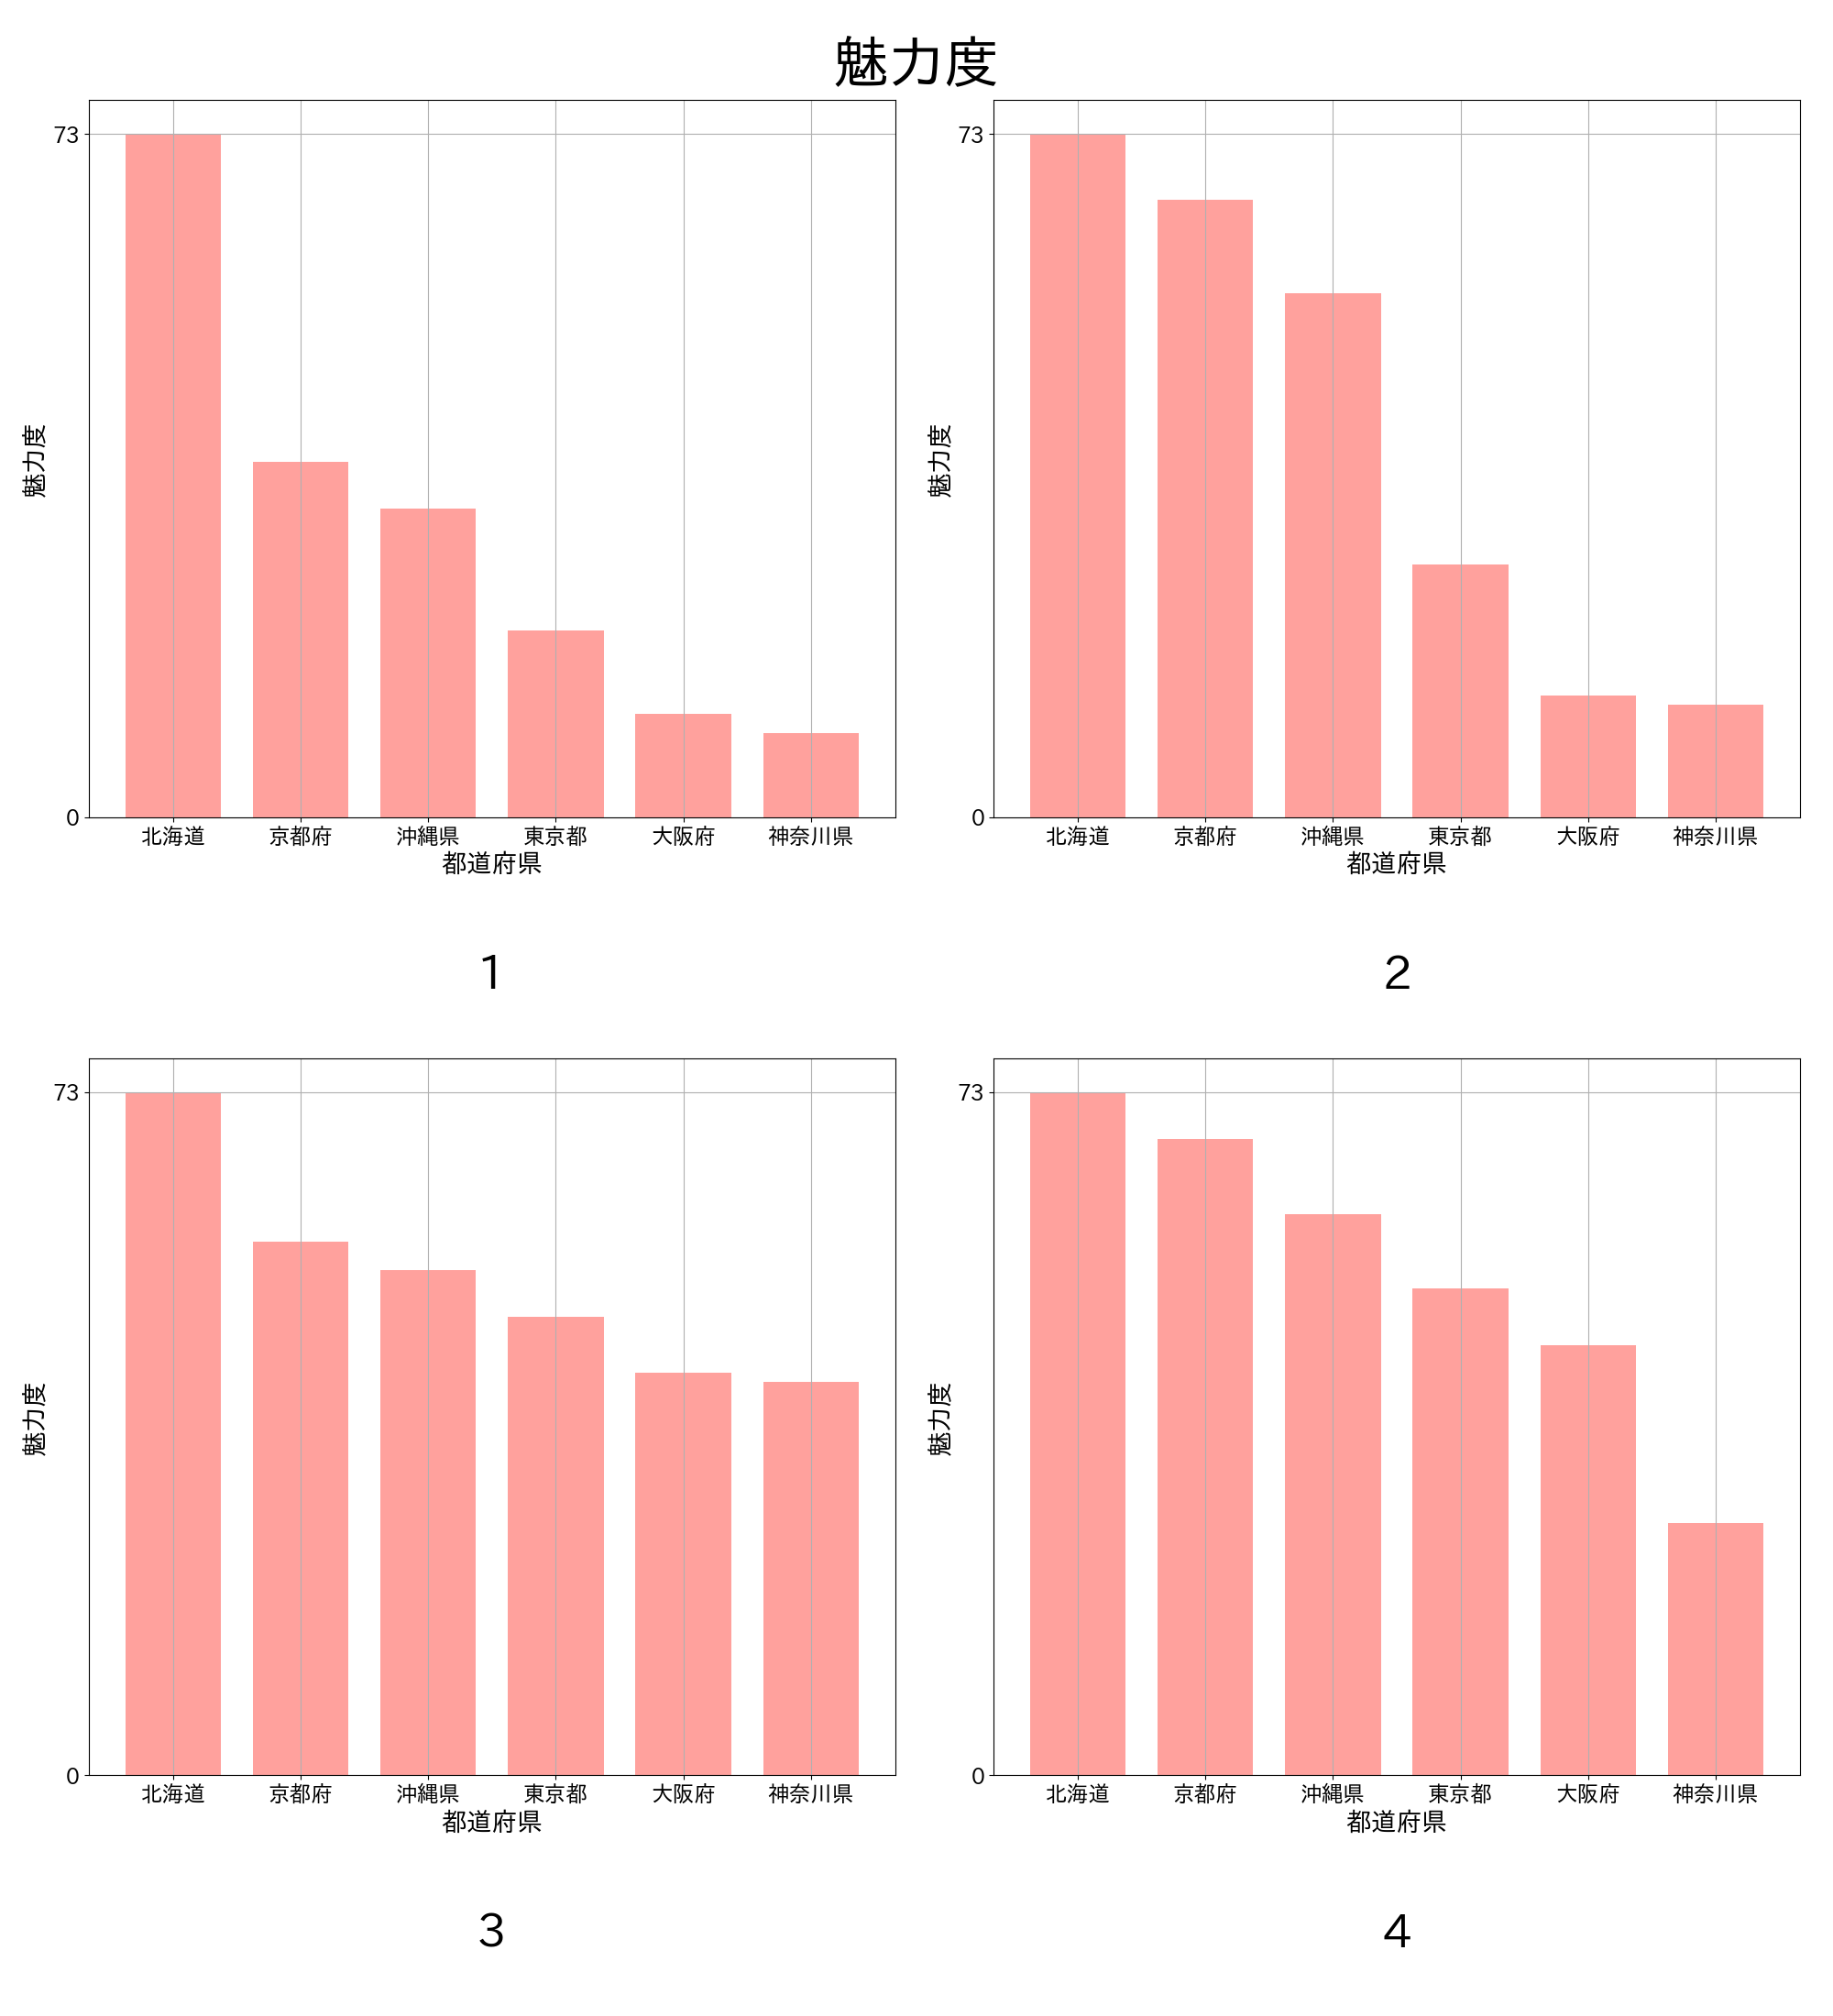 魅力度
73
0
魅力度
北海道 京都府 沖縄県 東京都 大阪府 神奈川県
都道府県
1
73
0
魅力度
北海道 京都府 沖縄県 東京都 大阪府 神奈川県
都道府県
2
73
0
魅力度
北海道 京都府 沖縄県 東京都 大阪府 神奈川県
都道府県
3
73
0
魅力度
北海道 京都府 沖縄県 東京都 大阪府 神奈川県
都道府県
4